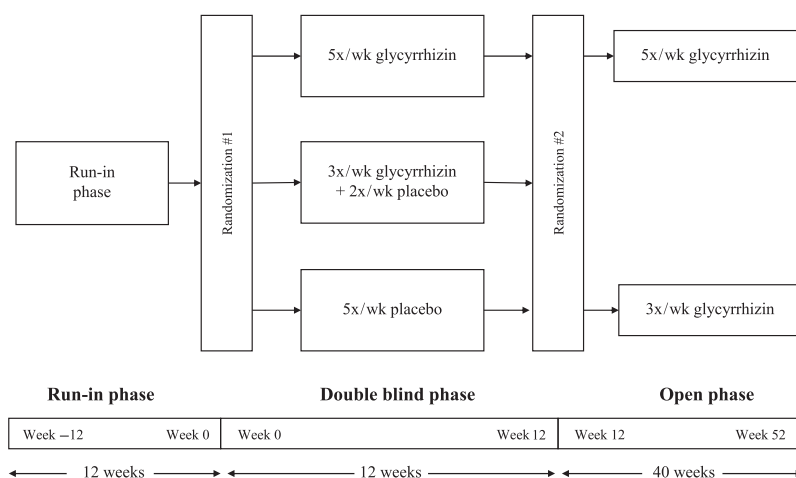 Run-in
phase
Randomization #1
5x/wk glycyrrhizin
3x/wk glycyrrhizin
+ 2x/wk placebo
5x/wk placebo
Randomization #2
5x/wk glycyrrhizin
3x/wk glycyrrhizin
Run-in phase
Double blind phase
Open phase
Week −12
Week 0
Week 0
Week 12
Week 12
Week 52
12 weeks
12 weeks
40 weeks